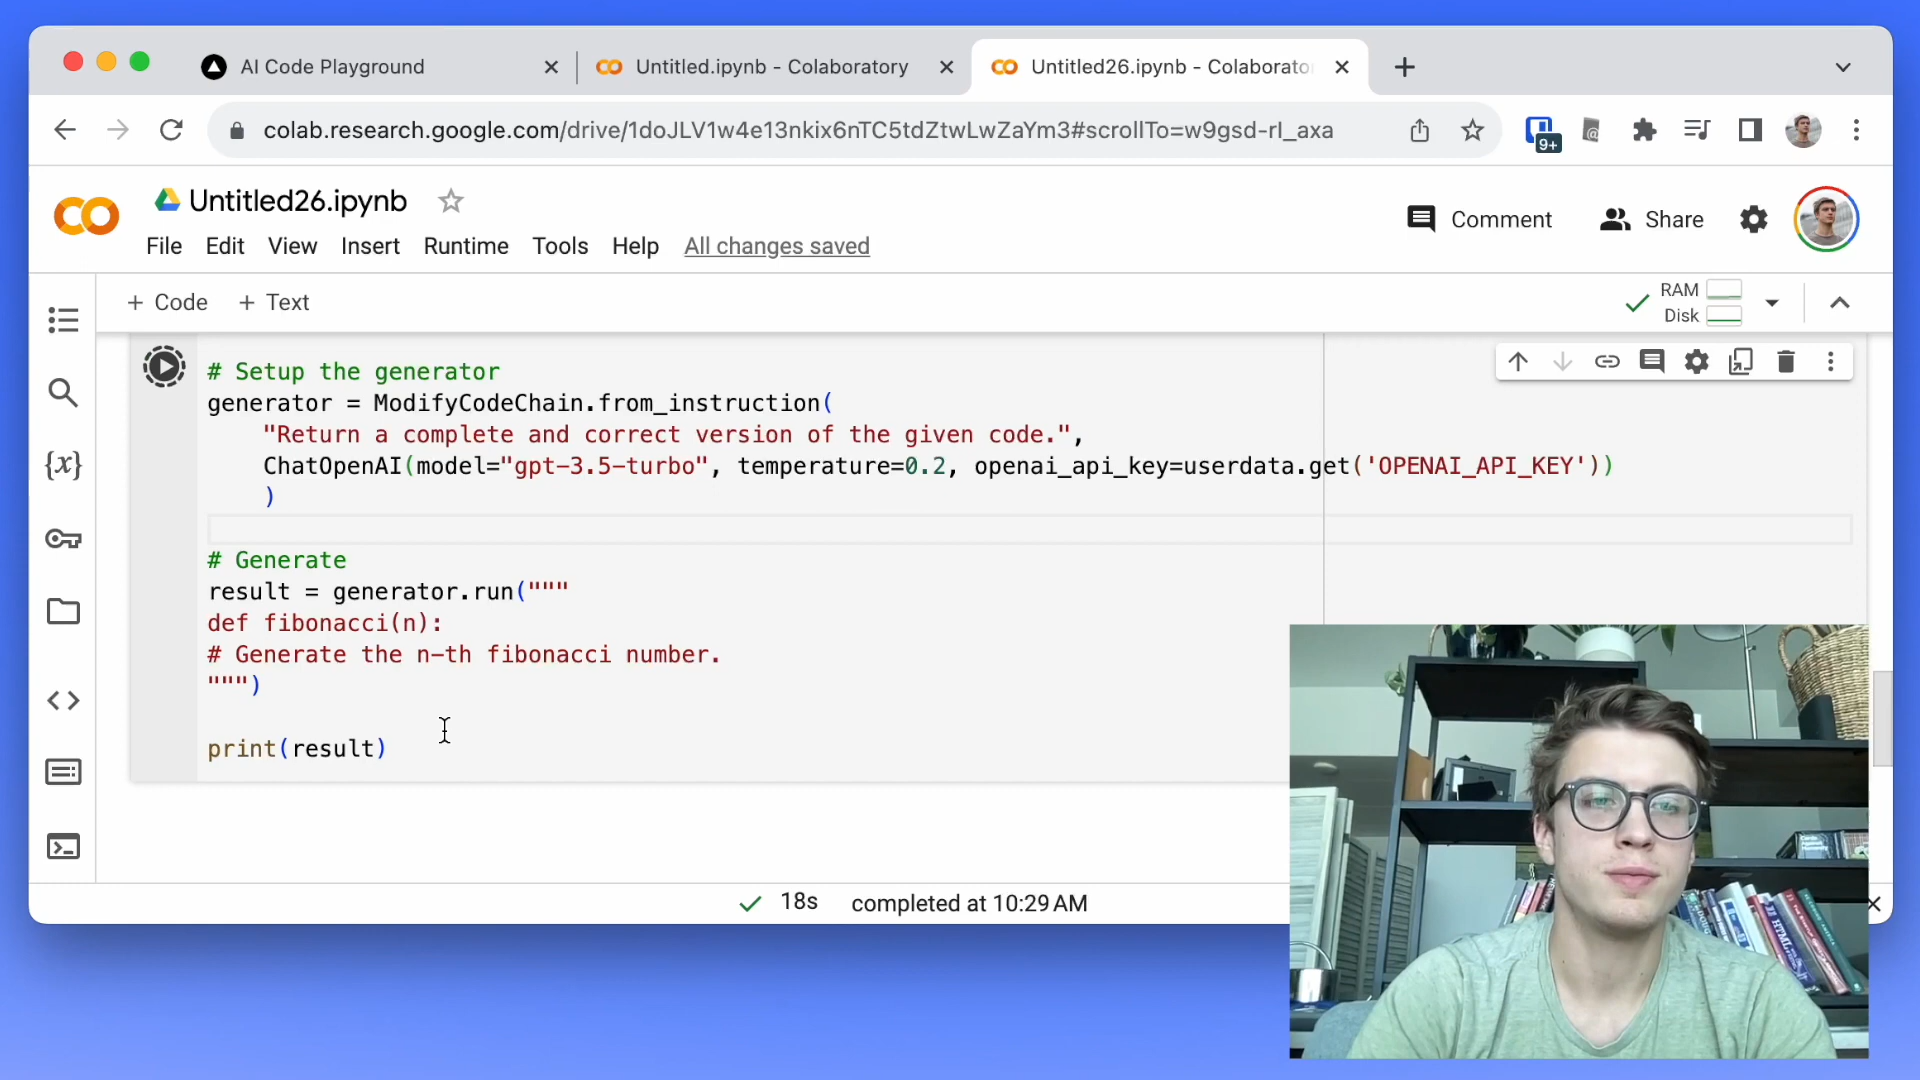 AI Code Playground
Untitled.ipynb - Colaboratory
Untitled26.ipynb - Colaborato
colab.research.google.com/drive/1doJLV1w4e13nkix6nTC5tdZtwLwZaYm3#scrollTo=w9gsd-rI_axa
9+
Untitled26.ipynb
Comment
Share
File Edit View Insert Runtime Tools Help All changes saved
+ Code + Text
RAM
Disk
{x}
# Setup the generator
generator = ModifyCodeChain.from_instruction(
"Return a complete and correct version of the given code.",
ChatOpenAI(model="gpt-3.5-turbo", temperature=0.2, openai_api_key=userdata.get('OPENAI_API_KEY'))
)
# Generate
result = generator.run("""
def fibonacci(n):
# Generate the n-th fibonacci number.
""")
print(result)
18s completed at 10:29 AM
HTML